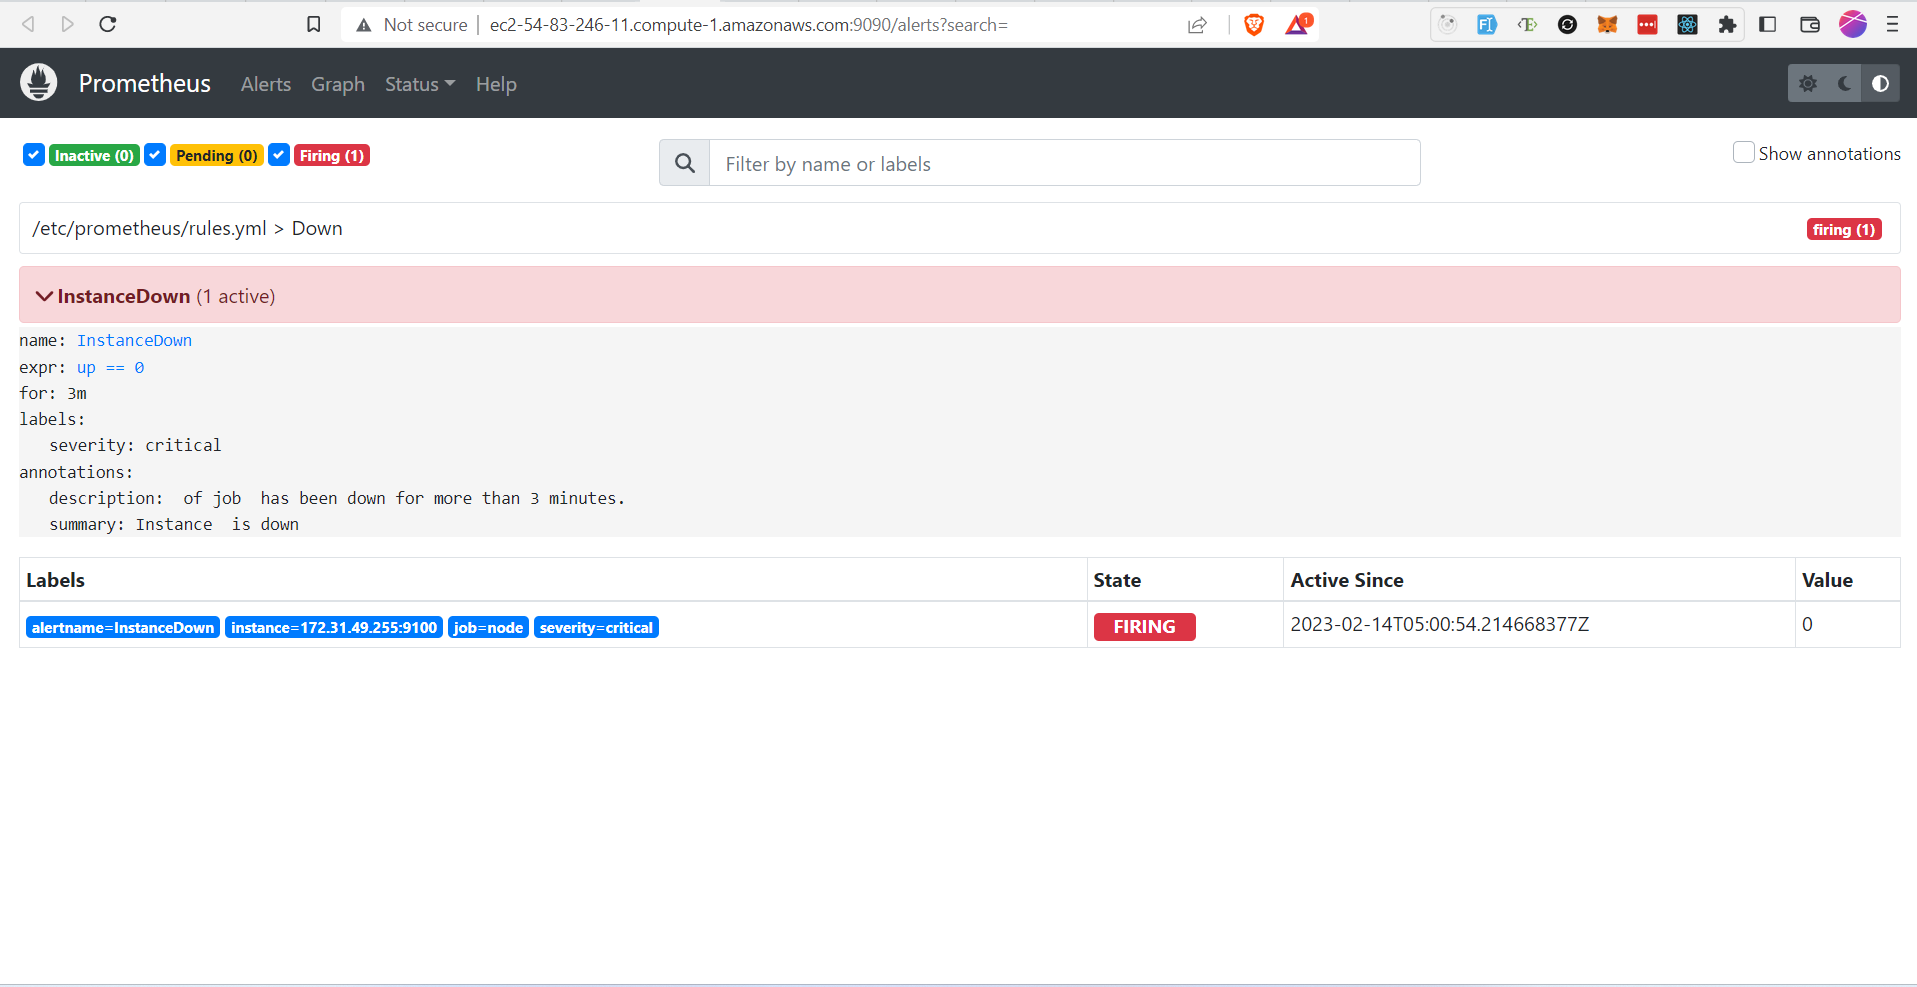 Not secure | ec2-54-83-246-11.compute-1.amazonaws.com:9090/alerts?search=
1
Prometheus Alerts Graph Status Help
Inactive (0) Pending (0) Firing (1) Filter by name or labels Show annotations
/etc/prometheus/rules.yml > Down firing (1)
InstanceDown (1 active)
name: InstanceDown
expr: up == 0
for: 3m
labels:
severity: critical
annotations:
description:  of job  has been down for more than 3 minutes.
summary: Instance  is down
Labels State Active Since Value
alertname=InstanceDown instance=172.31.49.255:9100 job=node severity=critical FIRING 2023-02-14T05:00:54.214668377Z 0